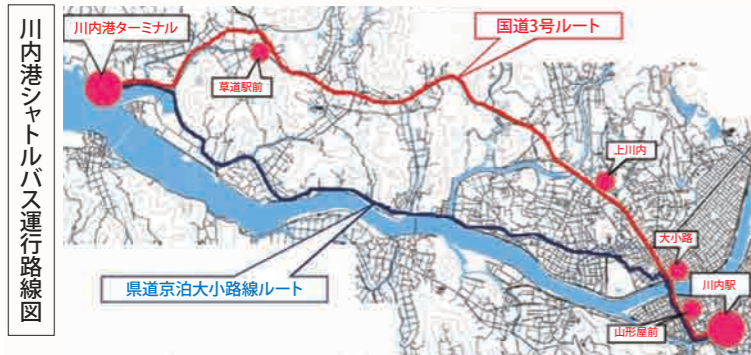 川内港シャトルバス運行路線図
川内港ターミナル
国道3号ルート
草道駅前
上川内
大小路
県道京泊大小路線ルート
川内駅
山形屋前